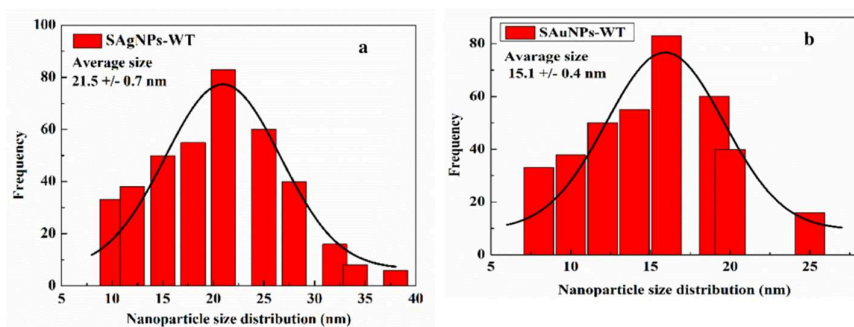 SAgNPs-WT
a
Average size
21.5 +/- 0.7 nm
Frequency
100
80
60
40
20
0
5 10 15 20 25 30 35 40
Nanoparticle size distribution (nm)
SAuNPs-WT
b
Avarage size
15.1 +/- 0.4 nm
Frequency
80
60
40
20
0
5 10 15 20 25
Nanoparticle size distribution (nm)